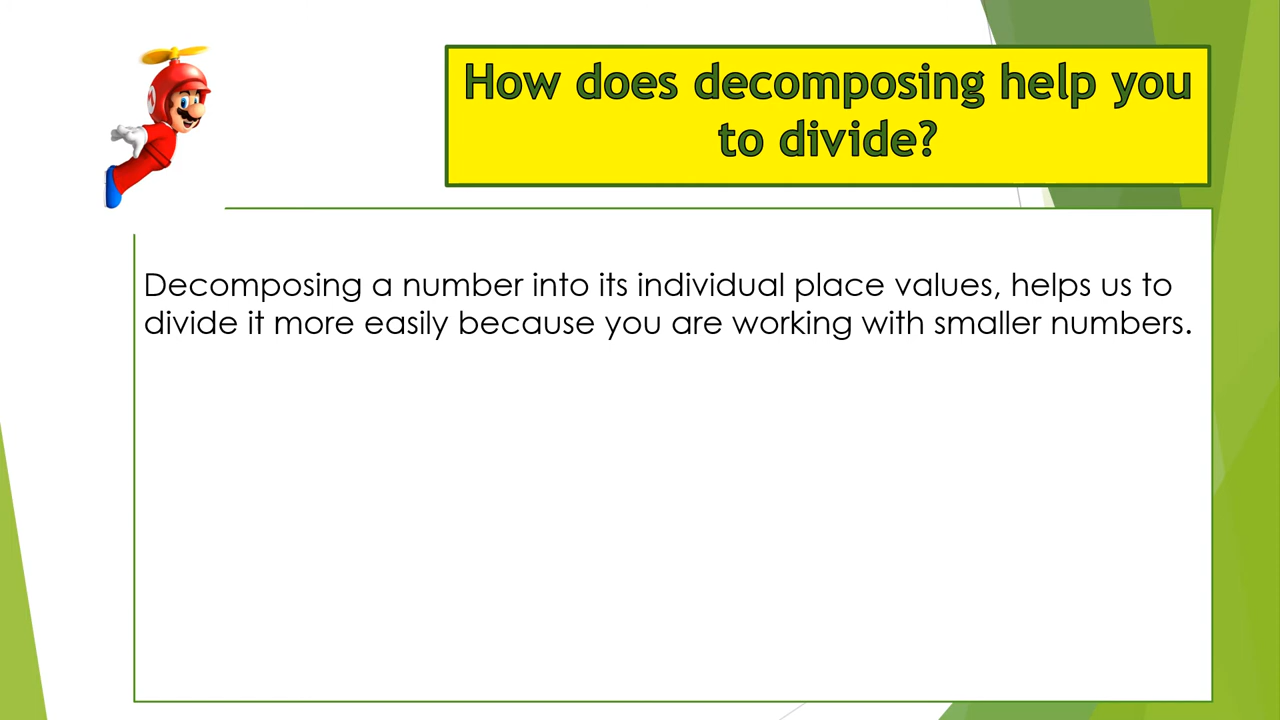 How does decomposing help you
to divide?
Decomposing a number into its individual place values, helps us to
divide it more easily because you are working with smaller numbers.